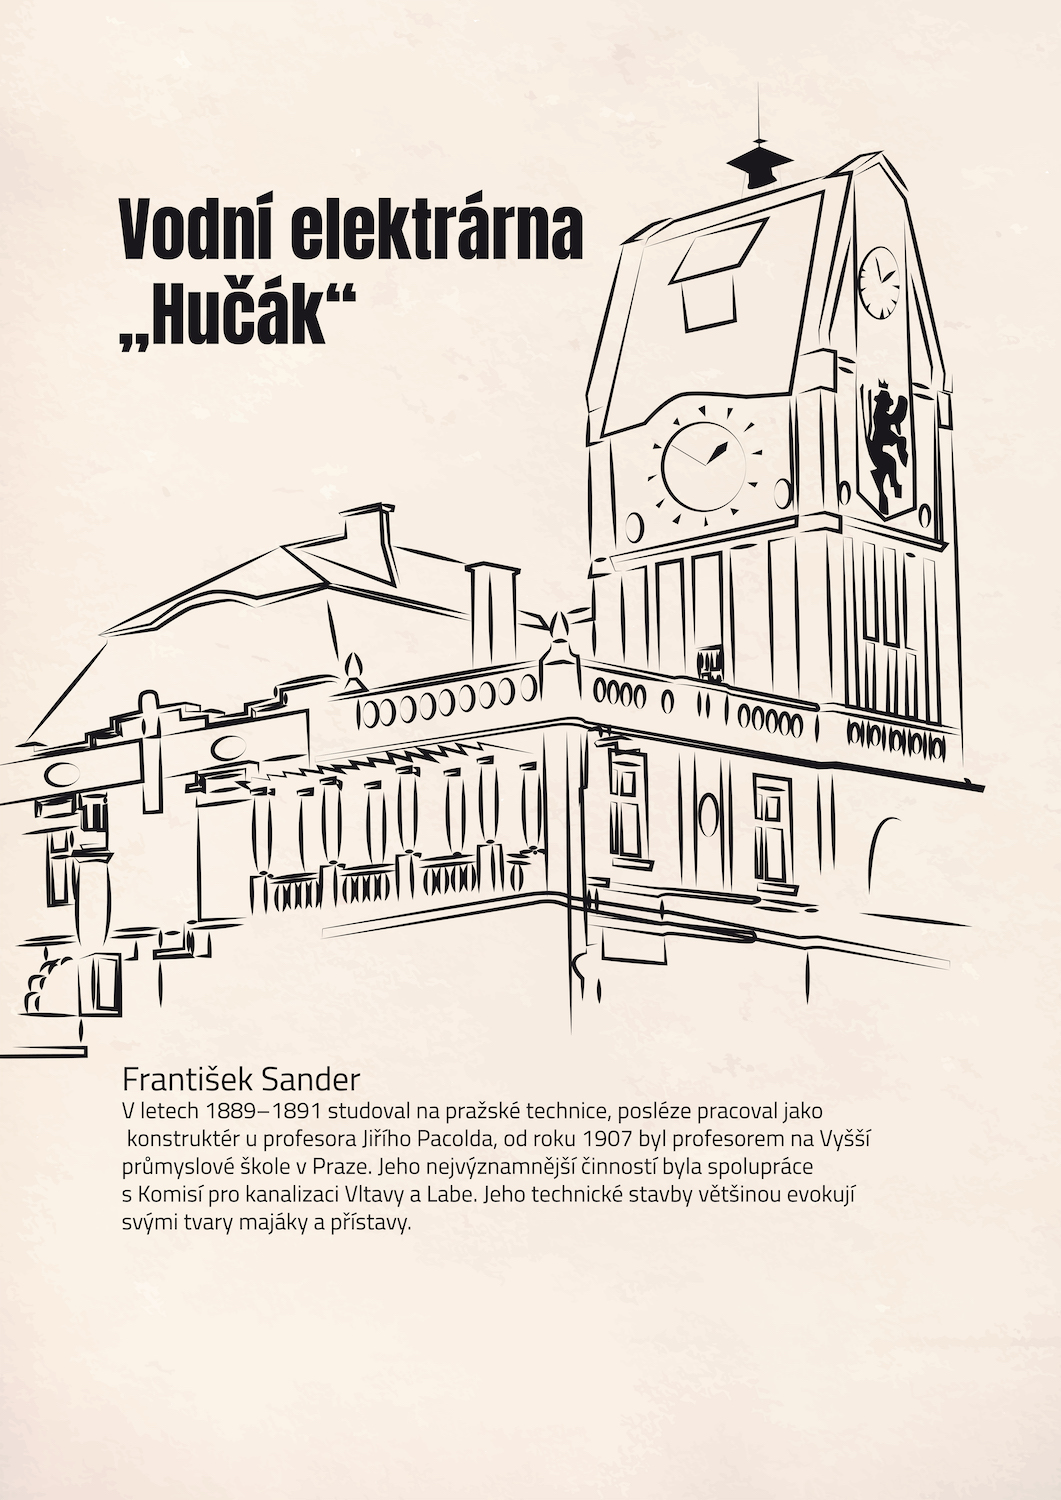 Vodní elektrárna
„Hučák“
František Sander
V letech 1889–1891 studoval na pražské technice, posléze pracoval jako
konstruktér u profesora Jiřího Pacolda, od roku 1907 byl profesorem na Vyšší
průmyslové škole v Praze. Jeho nejvýznamnější činností byla spolupráce
s Komisí pro kanalizaci Vltavy a Labe. Jeho technické stavby většinou evokují
svými tvary majáky a přístavy.